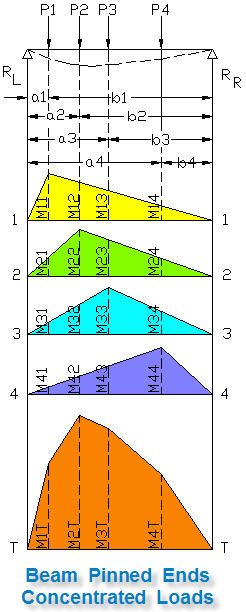 P1 P2 P3 P4
RL RR
a1 b1
a2 b2
a3 b3
a4 b4
M11 M12 M13 M14
1 1
M21 M22 M23 M24
2 2
M31 M32 M33 M34
3 3
M41 M42 M43 M44
4 4
M1T M2T M3T M4T
T T
Beam Pinned Ends
Concentrated Loads